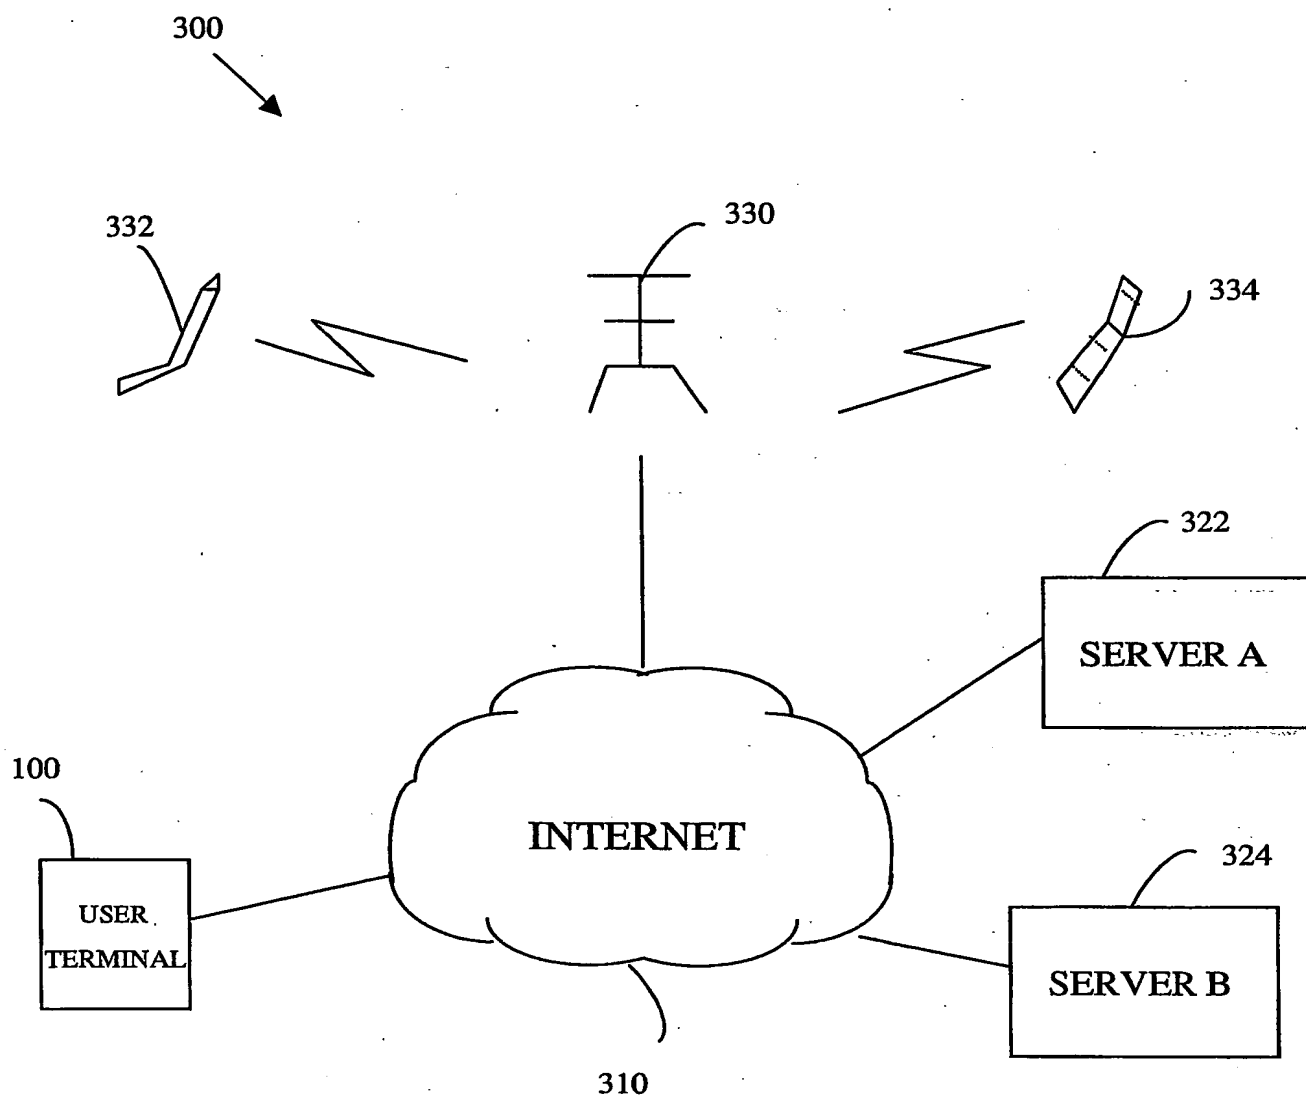 300
332
330
334
322
SERVER A
100
INTERNET
USER
TERMINAL
324
SERVER B
310